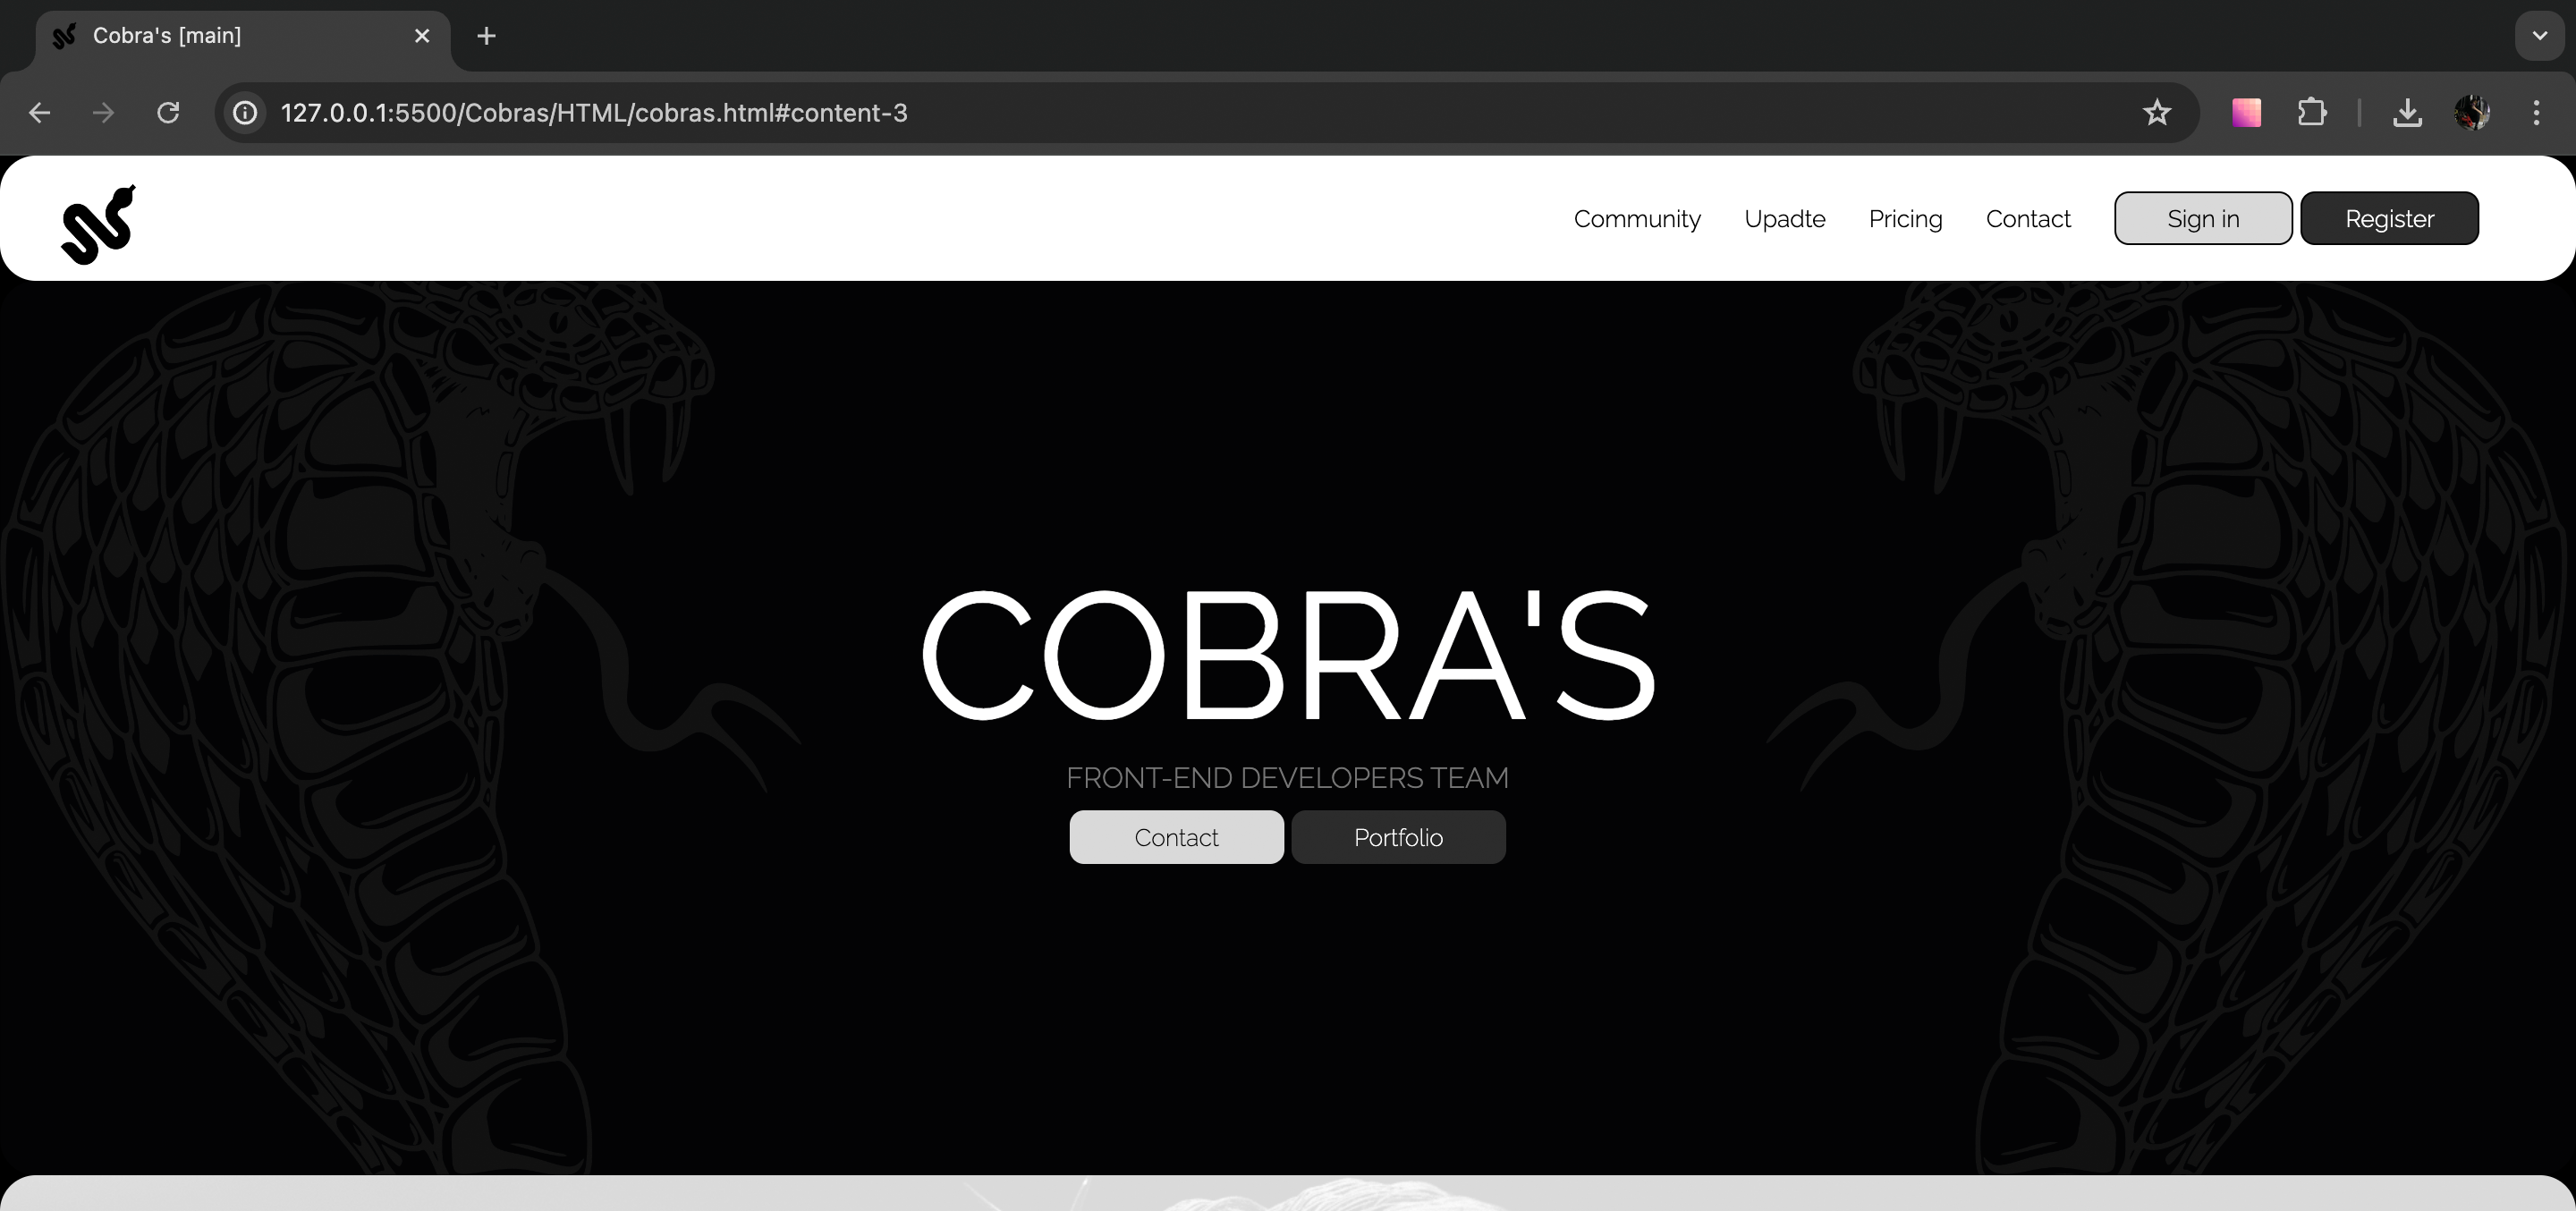 Cobra's [main]
127.0.0.1:5500/Cobras/HTML/cobras.html#content-3
Community Upadte Pricing Contact Sign in Register
COBRA'S
FRONT-END DEVELOPERS TEAM
Contact Portfolio